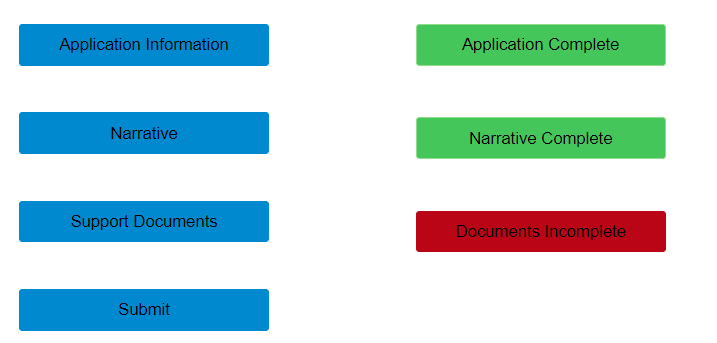 Application Information
Application Complete
Narrative
Narrative Complete
Support Documents
Documents Incomplete
Submit